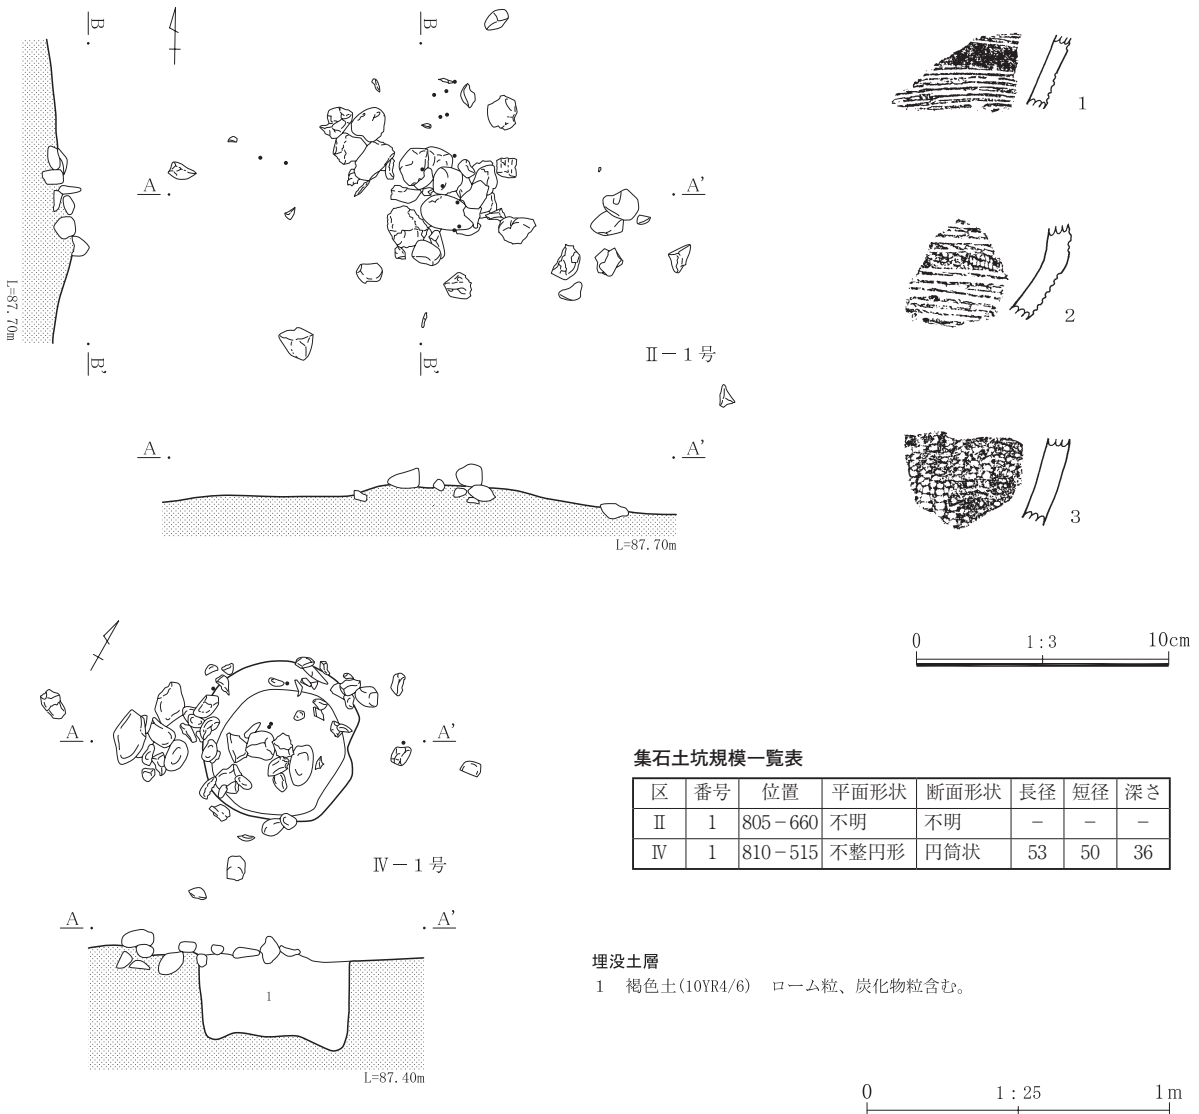 B
B
1
A
A'
L=87.70m
2
Ⅱ－1号
B'
B'
A
A'
3
L=87.70m
0 1:3 10cm
A
A'
集石土坑規模一覧表
区 番号 位置 平面形状 断面形状 長径 短径 深さ
Ⅱ 1 805－660 不明 不明 － － －
Ⅳ 1 810－515 不整円形 円筒状 53 50 36
Ⅳ－1号
A
A'
埋没土層
1 褐色土(10YR4/6) ローム粒、炭化物粒含む。
1
L=87.40m
0 1:25 1m